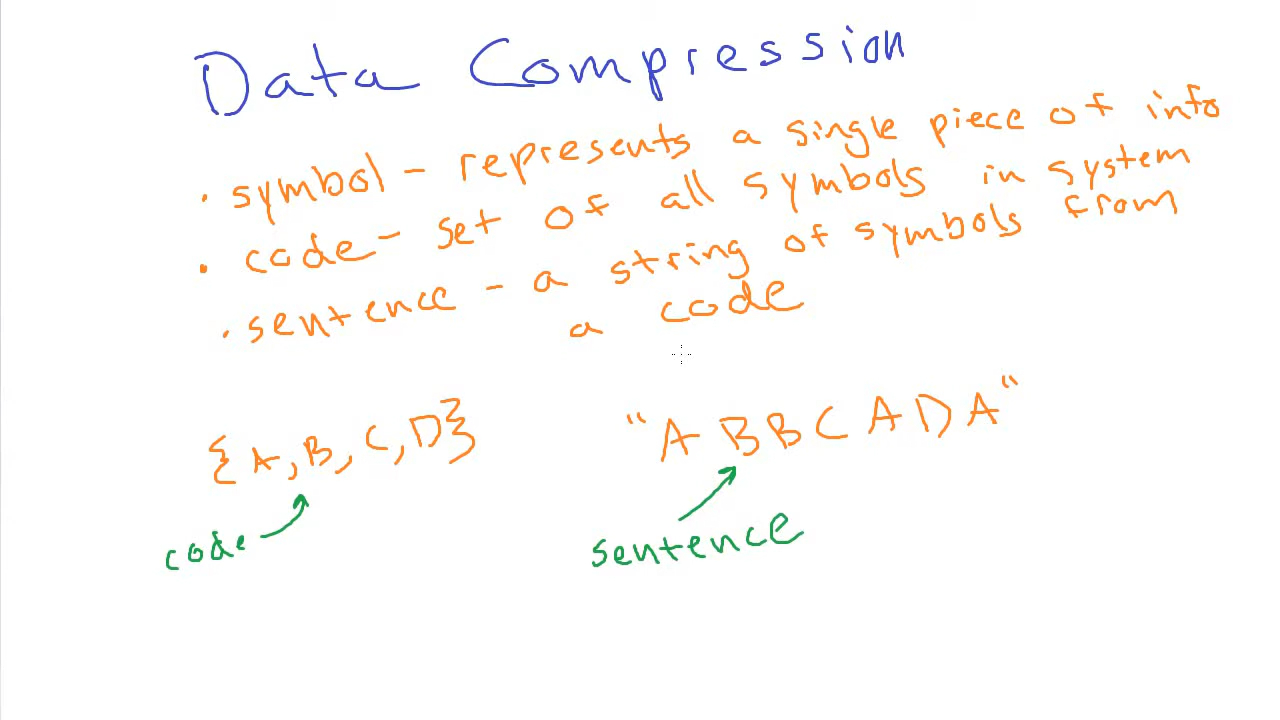 Data Compression
• symbol - represents a single piece of info
• code - set of all symbols in system
• sentence - a string of symbols from
a code
{A, B, C, D}
"A B B C A D A"
code
sentence